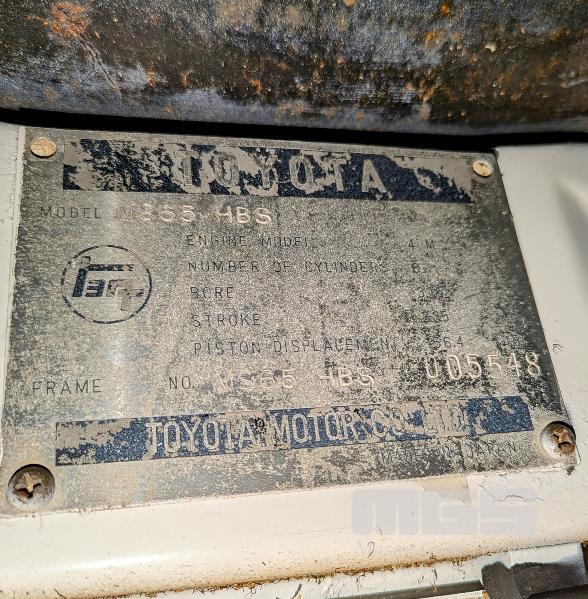 TOYOTA
MODEL MS65 HBS
ENGINE MODEL 4 M
NUMBER OF CYLINDERS 6
BORE
STROKE
PISTON DISPLACEMENT
FRAME NO. MS65 HBS 005548
TOYOTA MOTOR CO., LTD.
MADE IN JAPAN
MGS